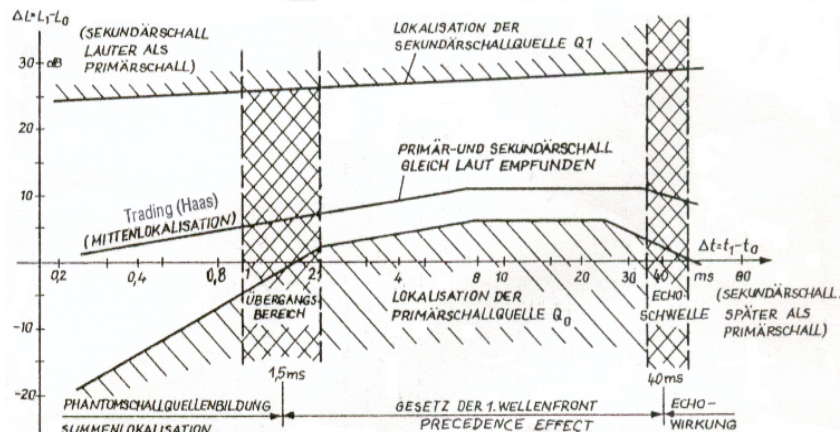 ΔL=L₁-L₀
(SEKUNDÄRSCHALL
LAUTER ALS
PRIMÄRSCHALL)
LOKALISATION DER
SEKUNDÄRSCHALLQUELLE Q1
30
dB
20
PRIMÄR-UND SEKUNDÄRSCHALL
GLEICH LAUT EMPFUNDEN
10
Trading (Haas)
(MITTENLOKALISATION)
Δt=t₁-t₀
0
0,2 0,4 0,8 1 2 4 8 10 20 30 40 ms 80
ÜBERGANGS
BEREICH
LOKALISATION DER
PRIMÄRSCHALLQUELLE Q₀
ECHO
SCHWELLE
(SEKUNDÄRSCHALL
SPÄTER ALS
PRIMÄRSCHALL)
-10
1,5ms
40ms
-20
PHANTOMSCHALLQUELLENBILDUNG
SUMMENLOKALISATION
GESETZ DER 1. WELLENFRONT
PRECEDENCE EFFECT
ECHO-
WIRKUNG